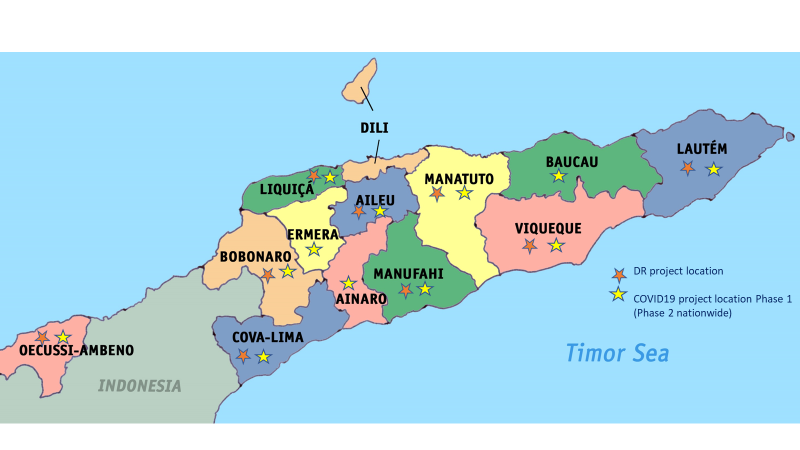 DILI
LAUTÉM
BAUCAU
MANATUTO
LIQUIÇÁ
AILEU
VIQUEQUE
ERMERA
BOBONARO
MANUFAHI
DR project location
AINARO
COVID19 project location Phase 1
(Phase 2 nationwide)
COVA-LIMA
OECUSSI-AMBENO
Timor Sea
INDONESIA